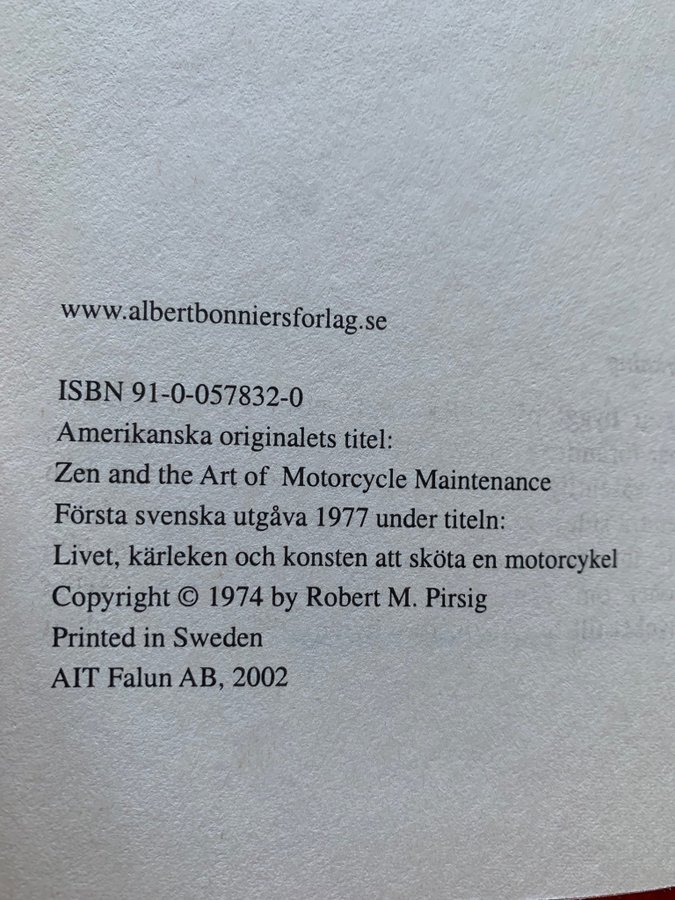 www.albertbonniersforlag.se
ISBN 91-0-057832-0
Amerikanska originalets titel:
Zen and the Art of Motorcycle Maintenance
Första svenska utgåva 1977 under titeln:
Livet, kärleken och konsten att sköta en motorcykel
Copyright © 1974 by Robert M. Pirsig
Printed in Sweden
AIT Falun AB, 2002